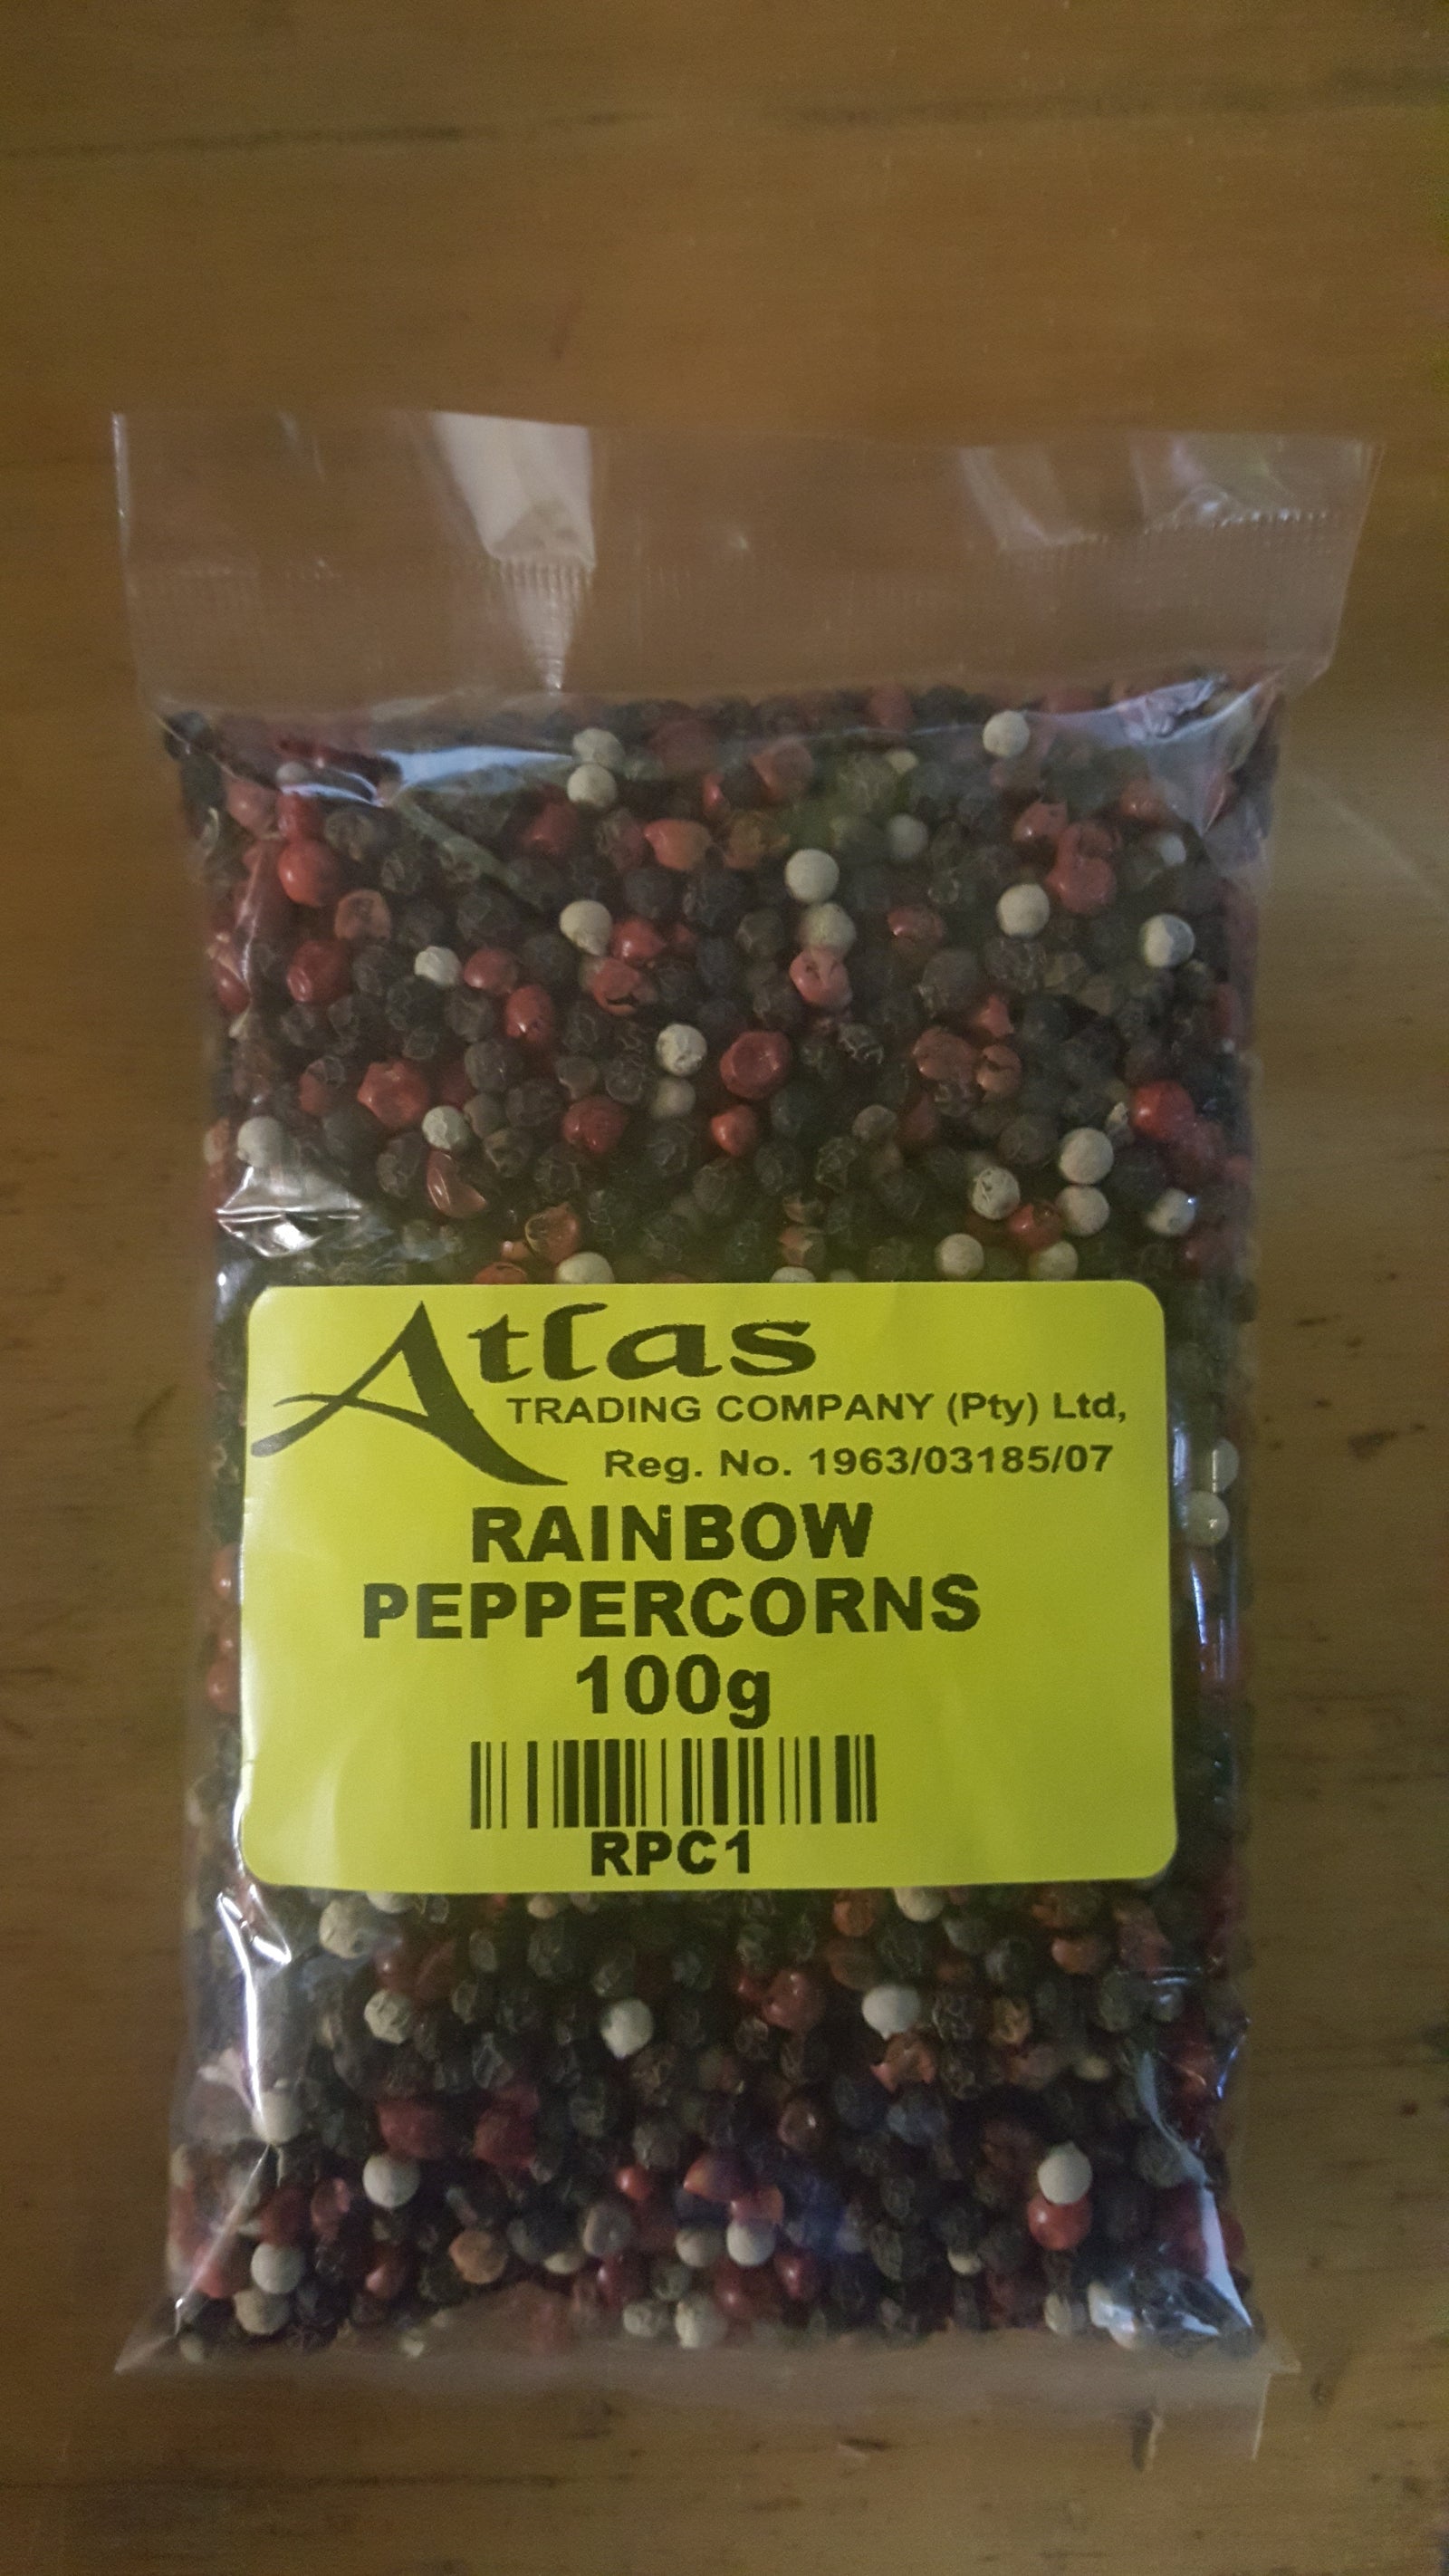 Atlas
TRADING COMPANY (Pty) Ltd,
Reg. No. 1963/03185/07
RAINBOW
PEPPERCORNS
100g
RPC1